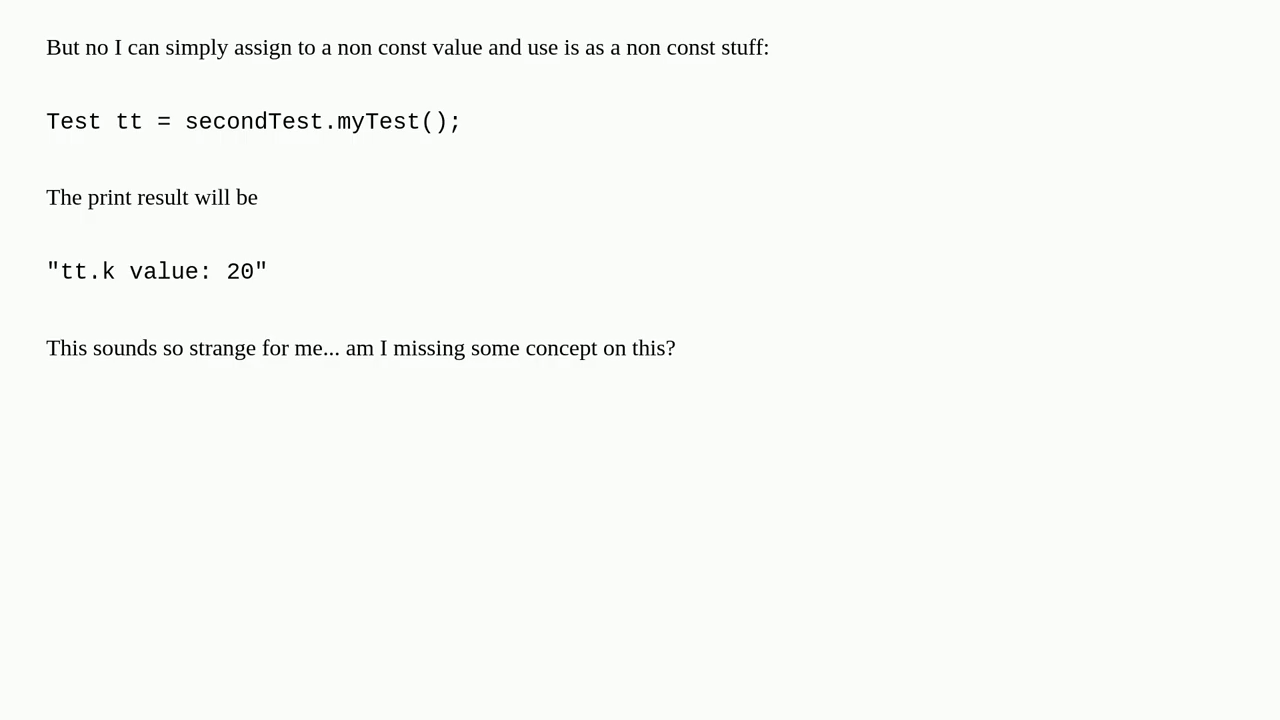 But no I can simply assign to a non const value and use is as a non const stuff:
Test tt = secondTest.myTest();
The print result will be
"tt.k value: 20"
This sounds so strange for me... am I missing some concept on this?